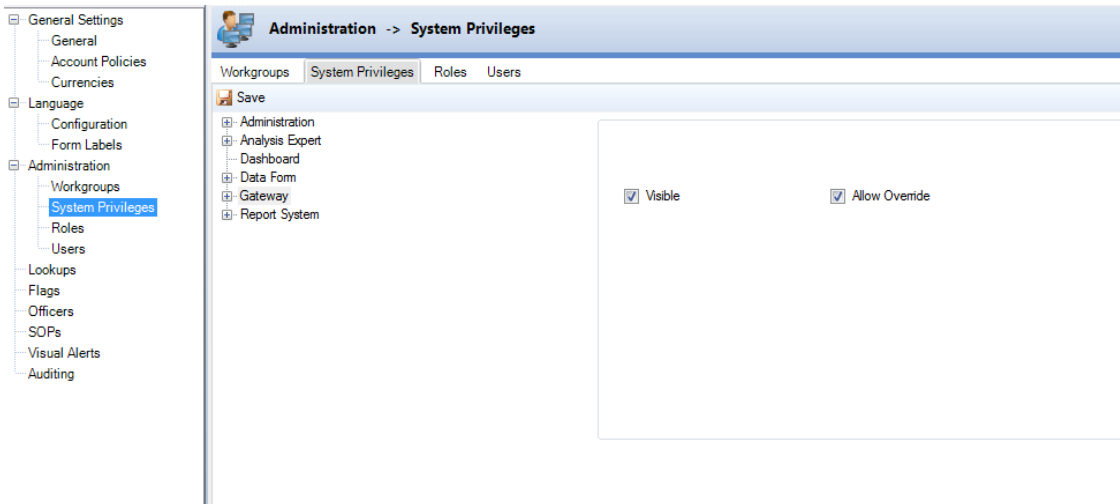 General Settings
General
Account Policies
Currencies
Language
Configuration
Form Labels
Administration
Workgroups
System Privileges
Roles
Users
Lookups
Flags
Officers
SOPs
Visual Alerts
Auditing
Administration -> System Privileges
Workgroups System Privileges Roles Users
Save
Administration
Analysis Expert
Dashboard
Data Form
Gateway
Report System
Visible Allow Override